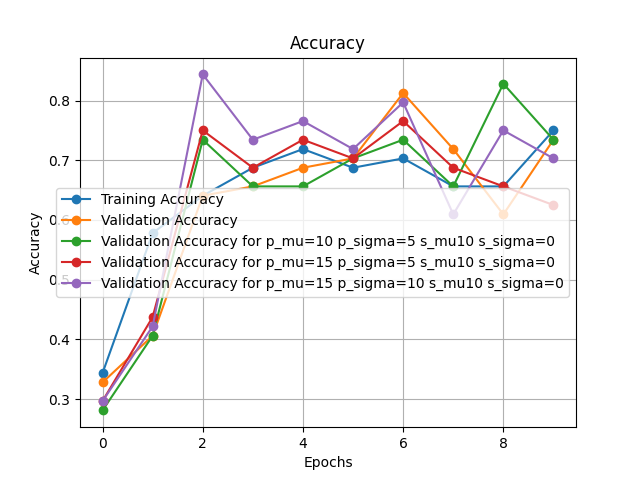 Accuracy
0.8
0.7
0.6
0.5
0.4
0.3
Accuracy
Training Accuracy
Validation Accuracy
Validation Accuracy for p_mu=10 p_sigma=5 s_mu10 s_sigma=0
Validation Accuracy for p_mu=15 p_sigma=5 s_mu10 s_sigma=0
Validation Accuracy for p_mu=15 p_sigma=10 s_mu10 s_sigma=0
0 2 4 6 8
Epochs